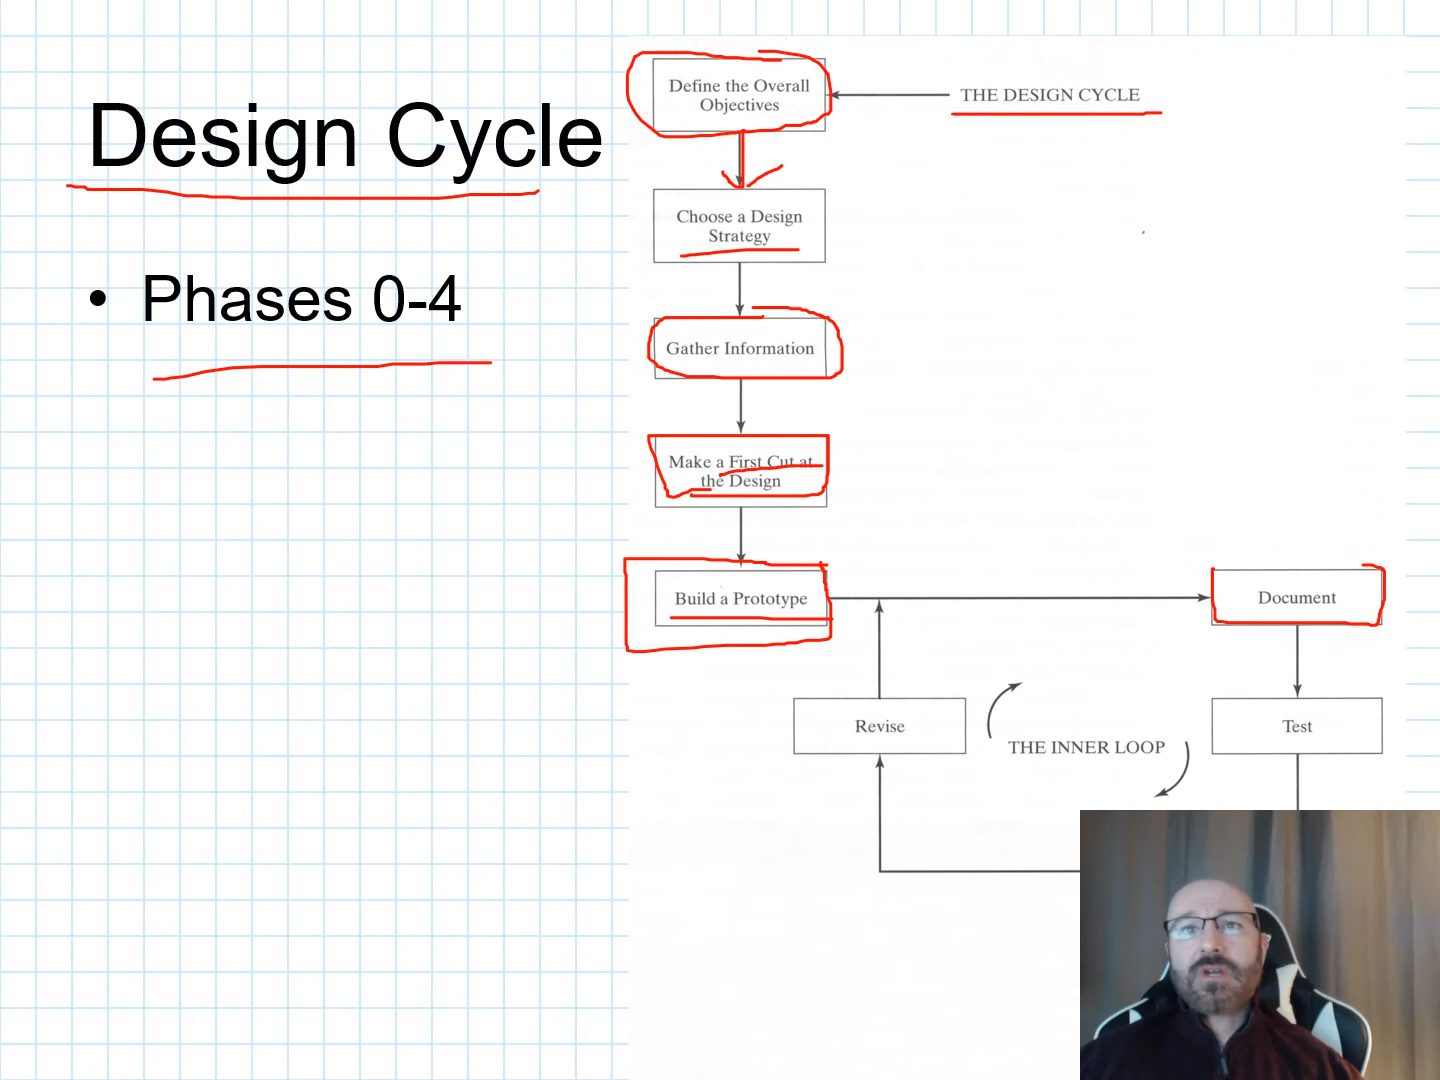 Design Cycle
• Phases 0-4
Define the Overall
Objectives
THE DESIGN CYCLE
Choose a Design
Strategy
Gather Information
Make a First Cut at
the Design
Build a Prototype
Document
Revise
THE INNER LOOP
Test